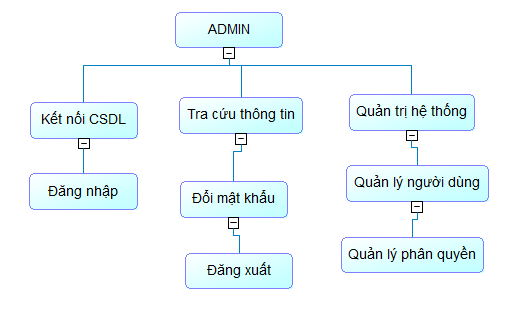 ADMIN
Kết nối CSDL
Tra cứu thông tin
Quản trị hệ thống
Đăng nhập
Đổi mật khẩu
Quản lý người dùng
Đăng xuất
Quản lý phân quyền